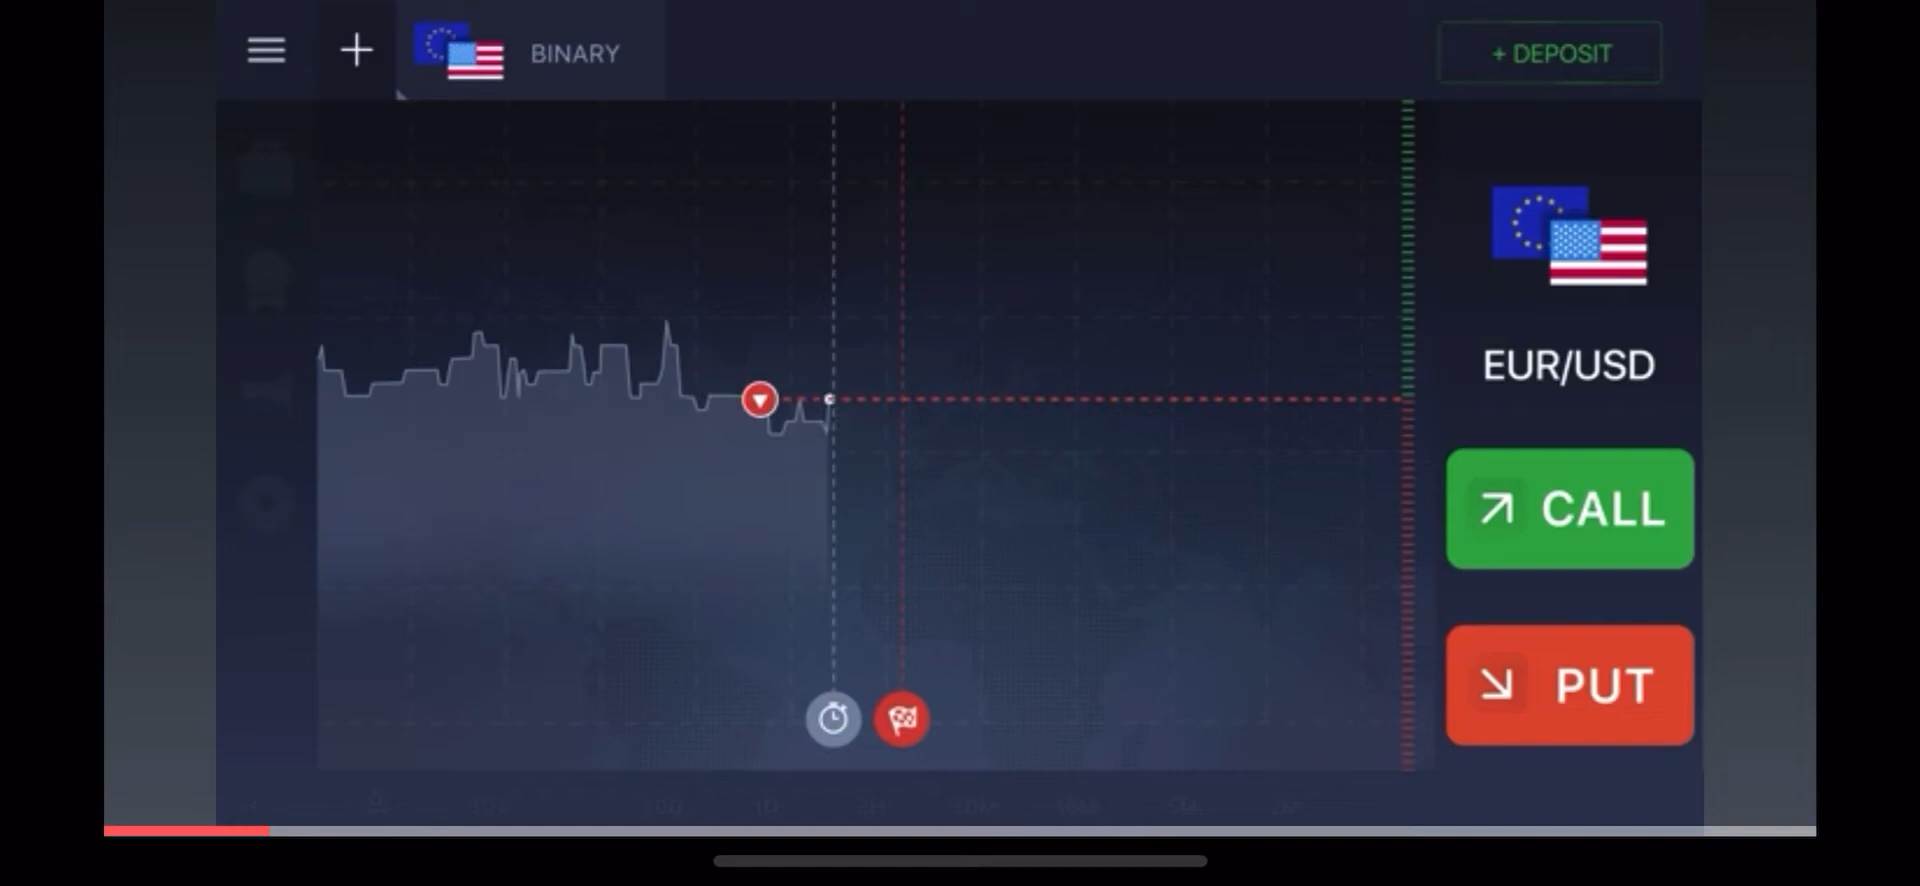 BINARY
+ DEPOSIT
EUR/USD
CALL
PUT